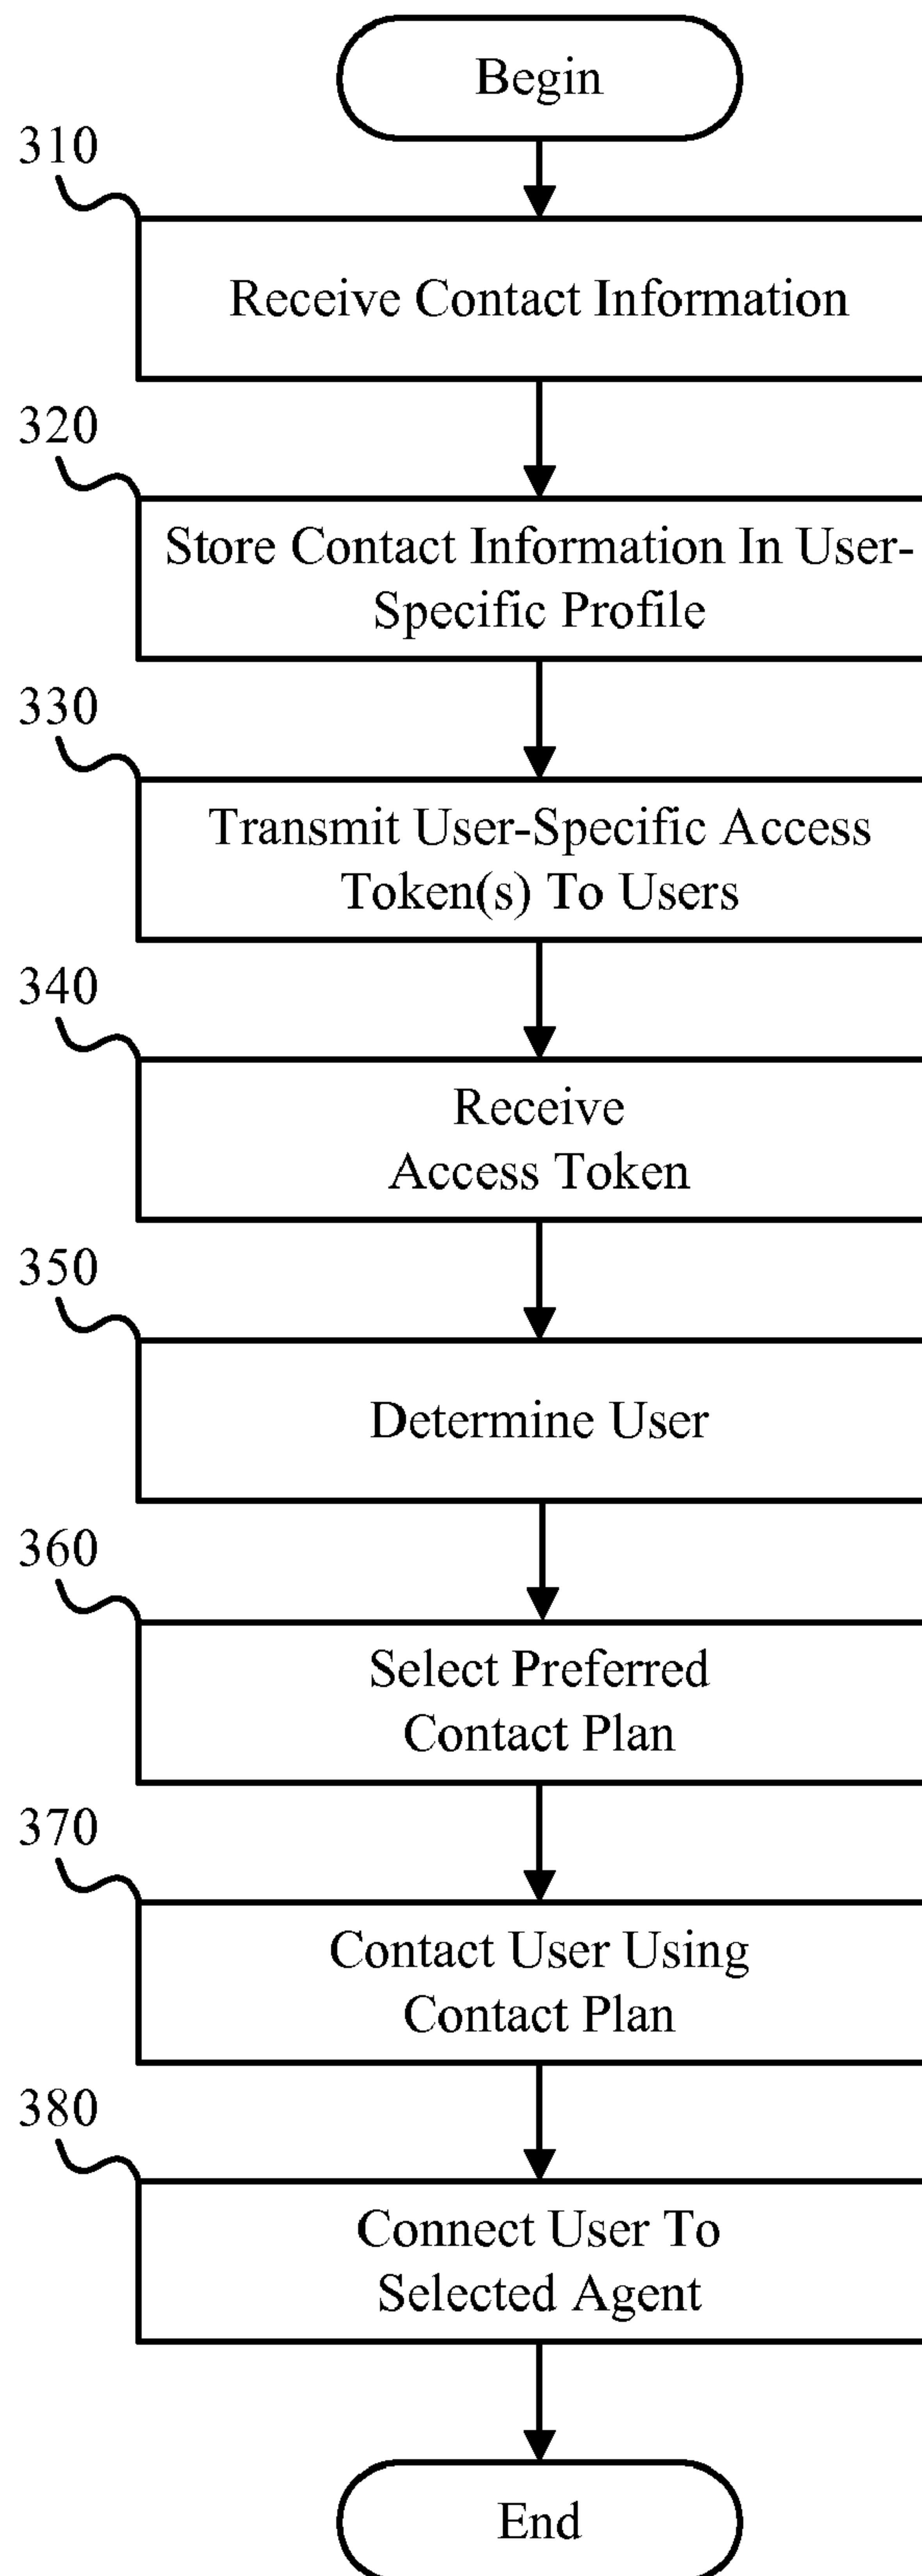 Begin
310
Receive Contact Information
320
Store Contact Information In User-
Specific Profile
330
Transmit User-Specific Access
Token(s) To Users
340
Receive
Access Token
350
Determine User
360
Select Preferred
Contact Plan
370
Contact User Using
Contact Plan
380
Connect User To
Selected Agent
End